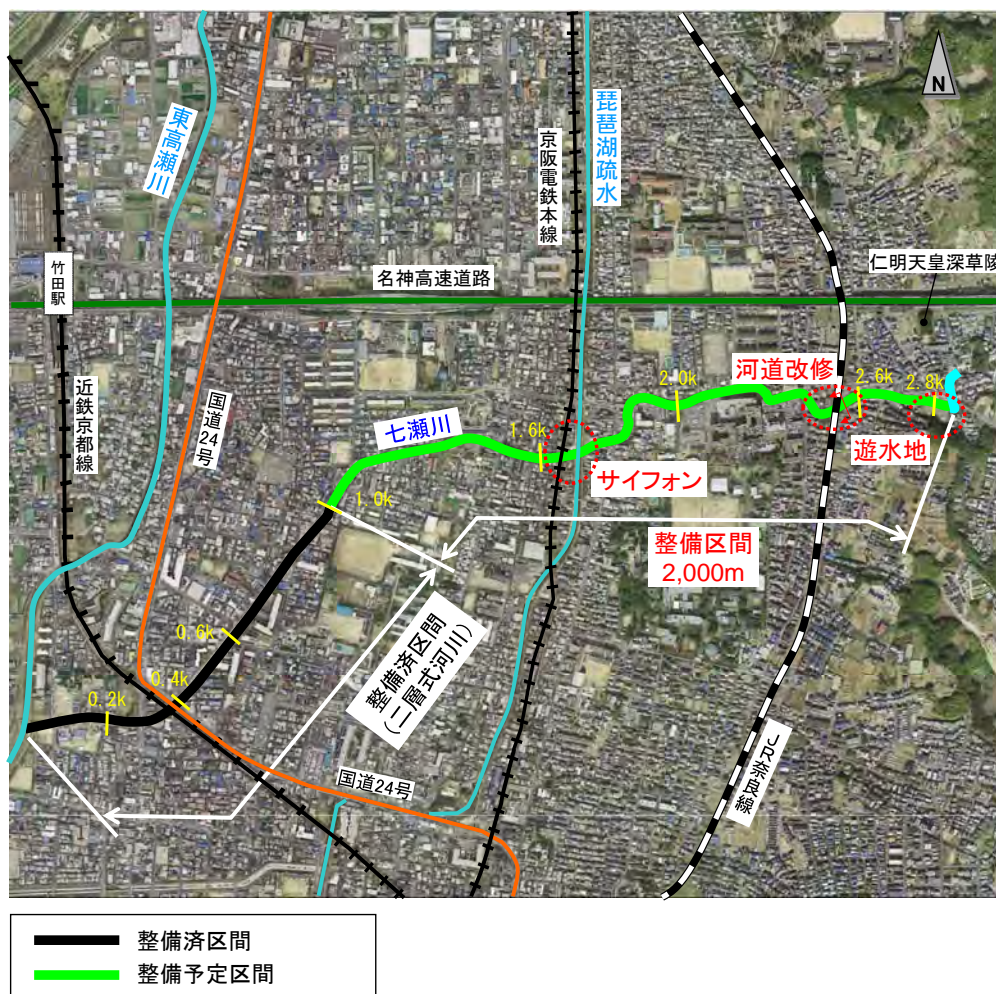 N
東高瀬川
琵琶湖疏水
京阪電鉄本線
竹田駅
名神高速道路
仁明天皇深草陵
近鉄京都線
国道24号
七瀬川
河道改修
2.0k
2.6k
2.8k
1.6k
遊水地
サイフォン
1.0k
整備区間
2,000m
0.6k
0.4k
0.2k
整備済区間
(二層式河川)
国道24号
JR奈良線
整備済区間
整備予定区間